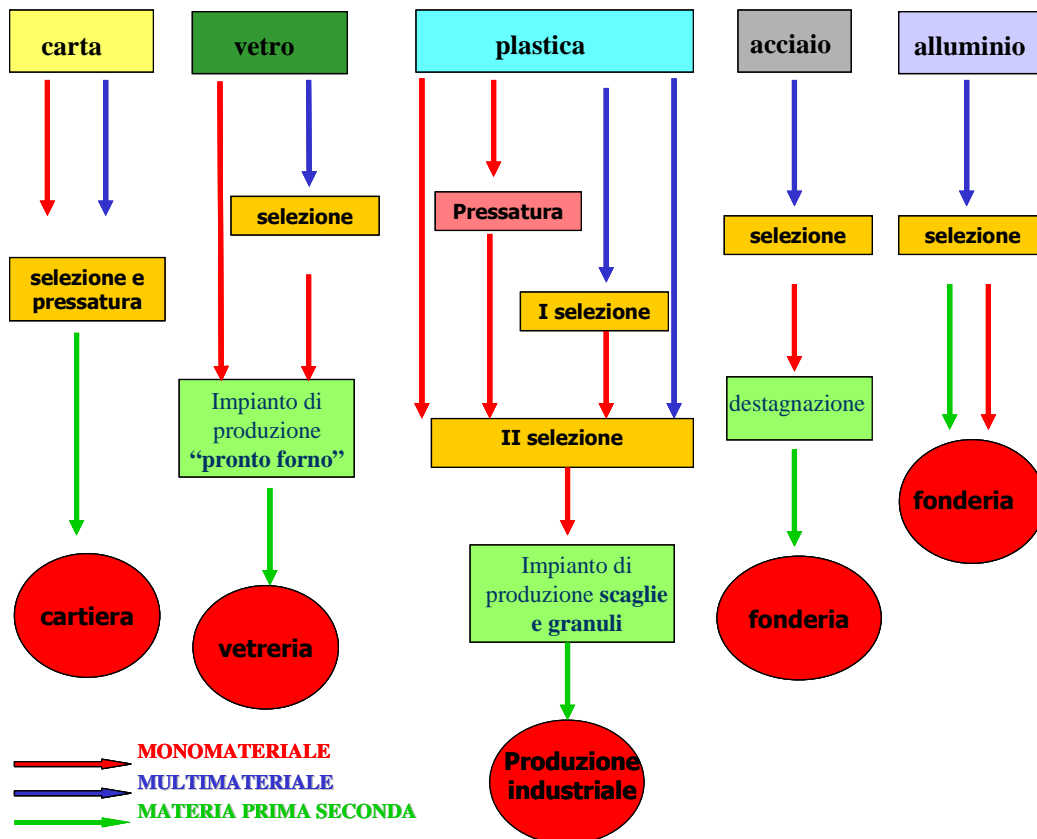 carta
vetro
plastica
acciaio
alluminio
selezione
Pressatura
selezione
selezione
selezione e
pressatura
I selezione
Impianto di
produzione
“pronto forno”
destagnazione
II selezione
fonderia
Impianto di
produzione scaglie
e granuli
cartiera
vetreria
fonderia
Produzione
industriale
MONOMATERIALE
MULTIMATERIALE
MATERIA PRIMA SECONDA